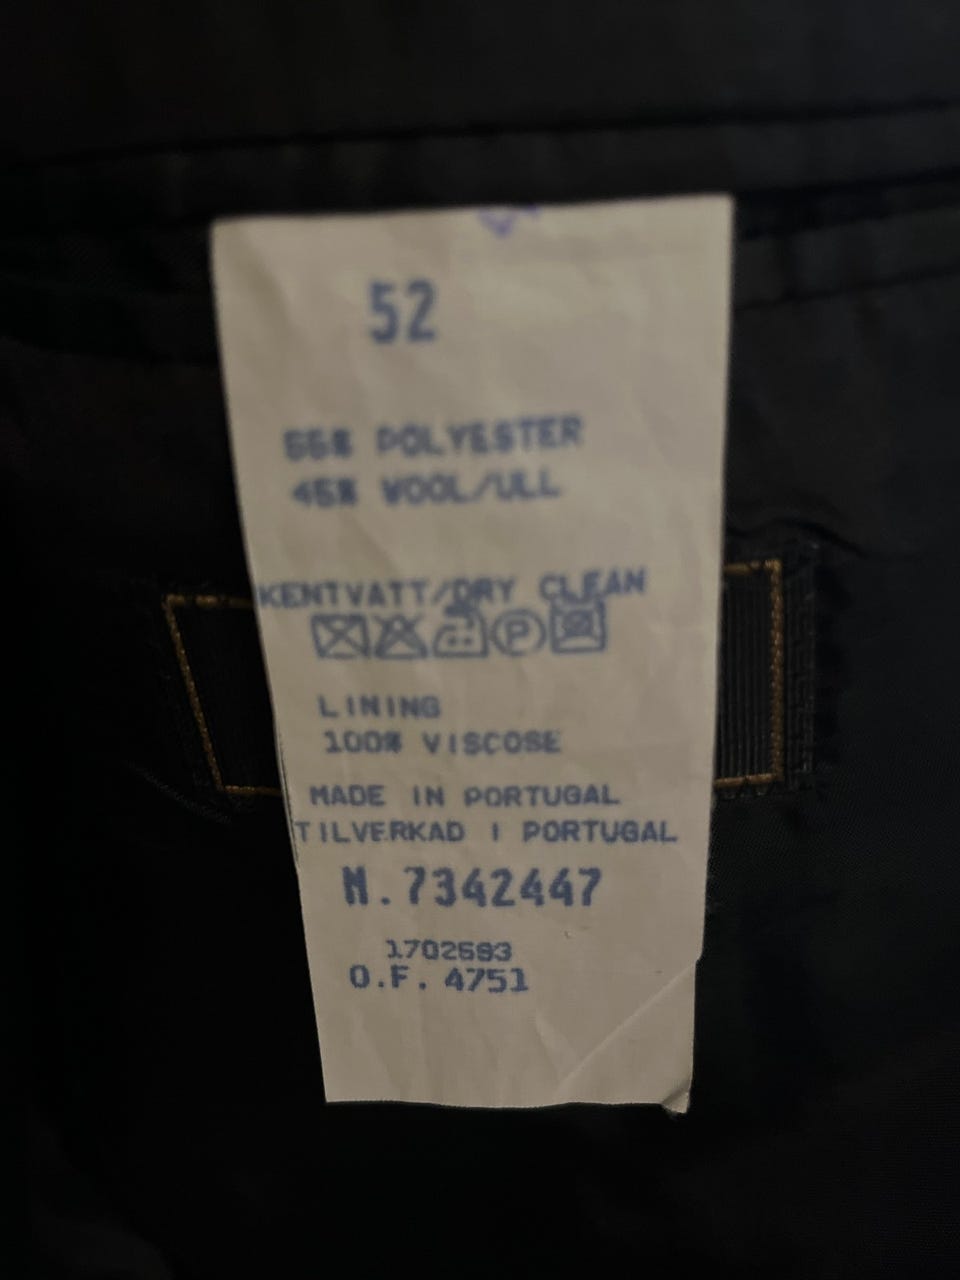 52
55% POLYESTER
45% WOOL/ULL
KEMTVATT/DRY CLEAN
P
LINING
100% VISCOSE
MADE IN PORTUGAL
TILVERKAD I PORTUGAL
M.7342447
O.F. 4751